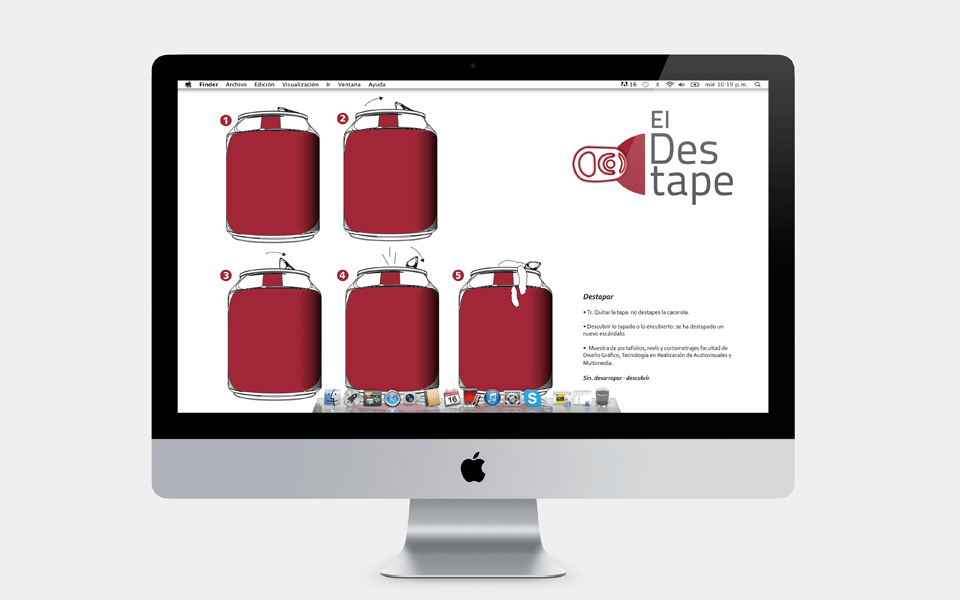 Finder Archivo Edición Visualización Ir Ventana Ayuda
16 mié 10:19 p.m.
1
2
El
Des
tape
3
4
5
Destapar
• Tr. Quitar la tapa: no destapes la cacerola.
• Descubrir lo tapado o lo encubierto: se ha destapado un
nuevo escándalo.
• Muestra de portafolios, reels y cortometrajes facultad de
Diseño Gráfico, Tecnología en Realización de Audiovisuales y
Multimedia.
Sin. desarropar - descubrir
16
S